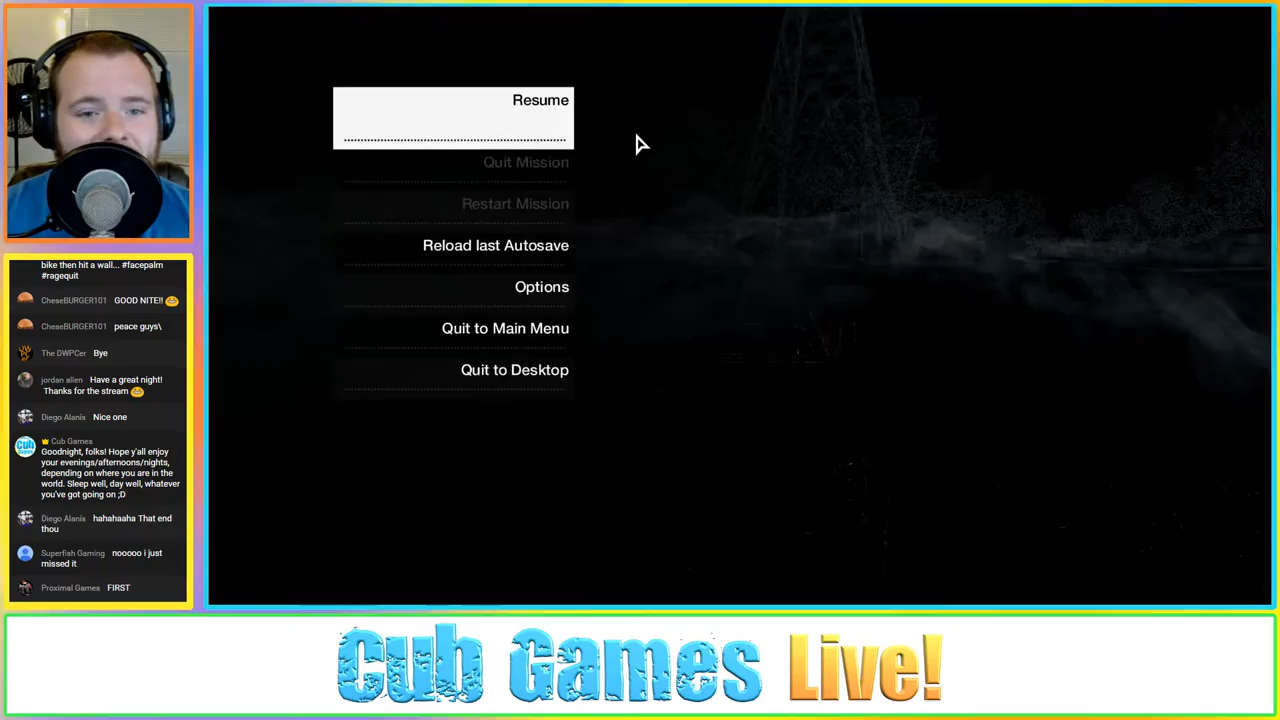 Resume
Quit Mission
Restart Mission
Reload last Autosave
Options
Quit to Main Menu
Quit to Desktop
bike then hit a wall... #facepalm
#ragequit
CheseBURGER101 GOOD NITE!!
CheseBURGER101 peace guys\
The DWPCer Bye
jordan allen Have a great night!
Thanks for the stream
Diego Alanis Nice one
Cub Games
Goodnight, folks! Hope y'all enjoy
your evenings/afternoons/nights,
depending on where you are in the
world. Sleep well, day well, whatever
you've got going on ;D
Diego Alanis hahahaaha That end
thou
Superfish Gaming nooooo i just
missed it
Proximal Games FIRST
Cub Games Live!